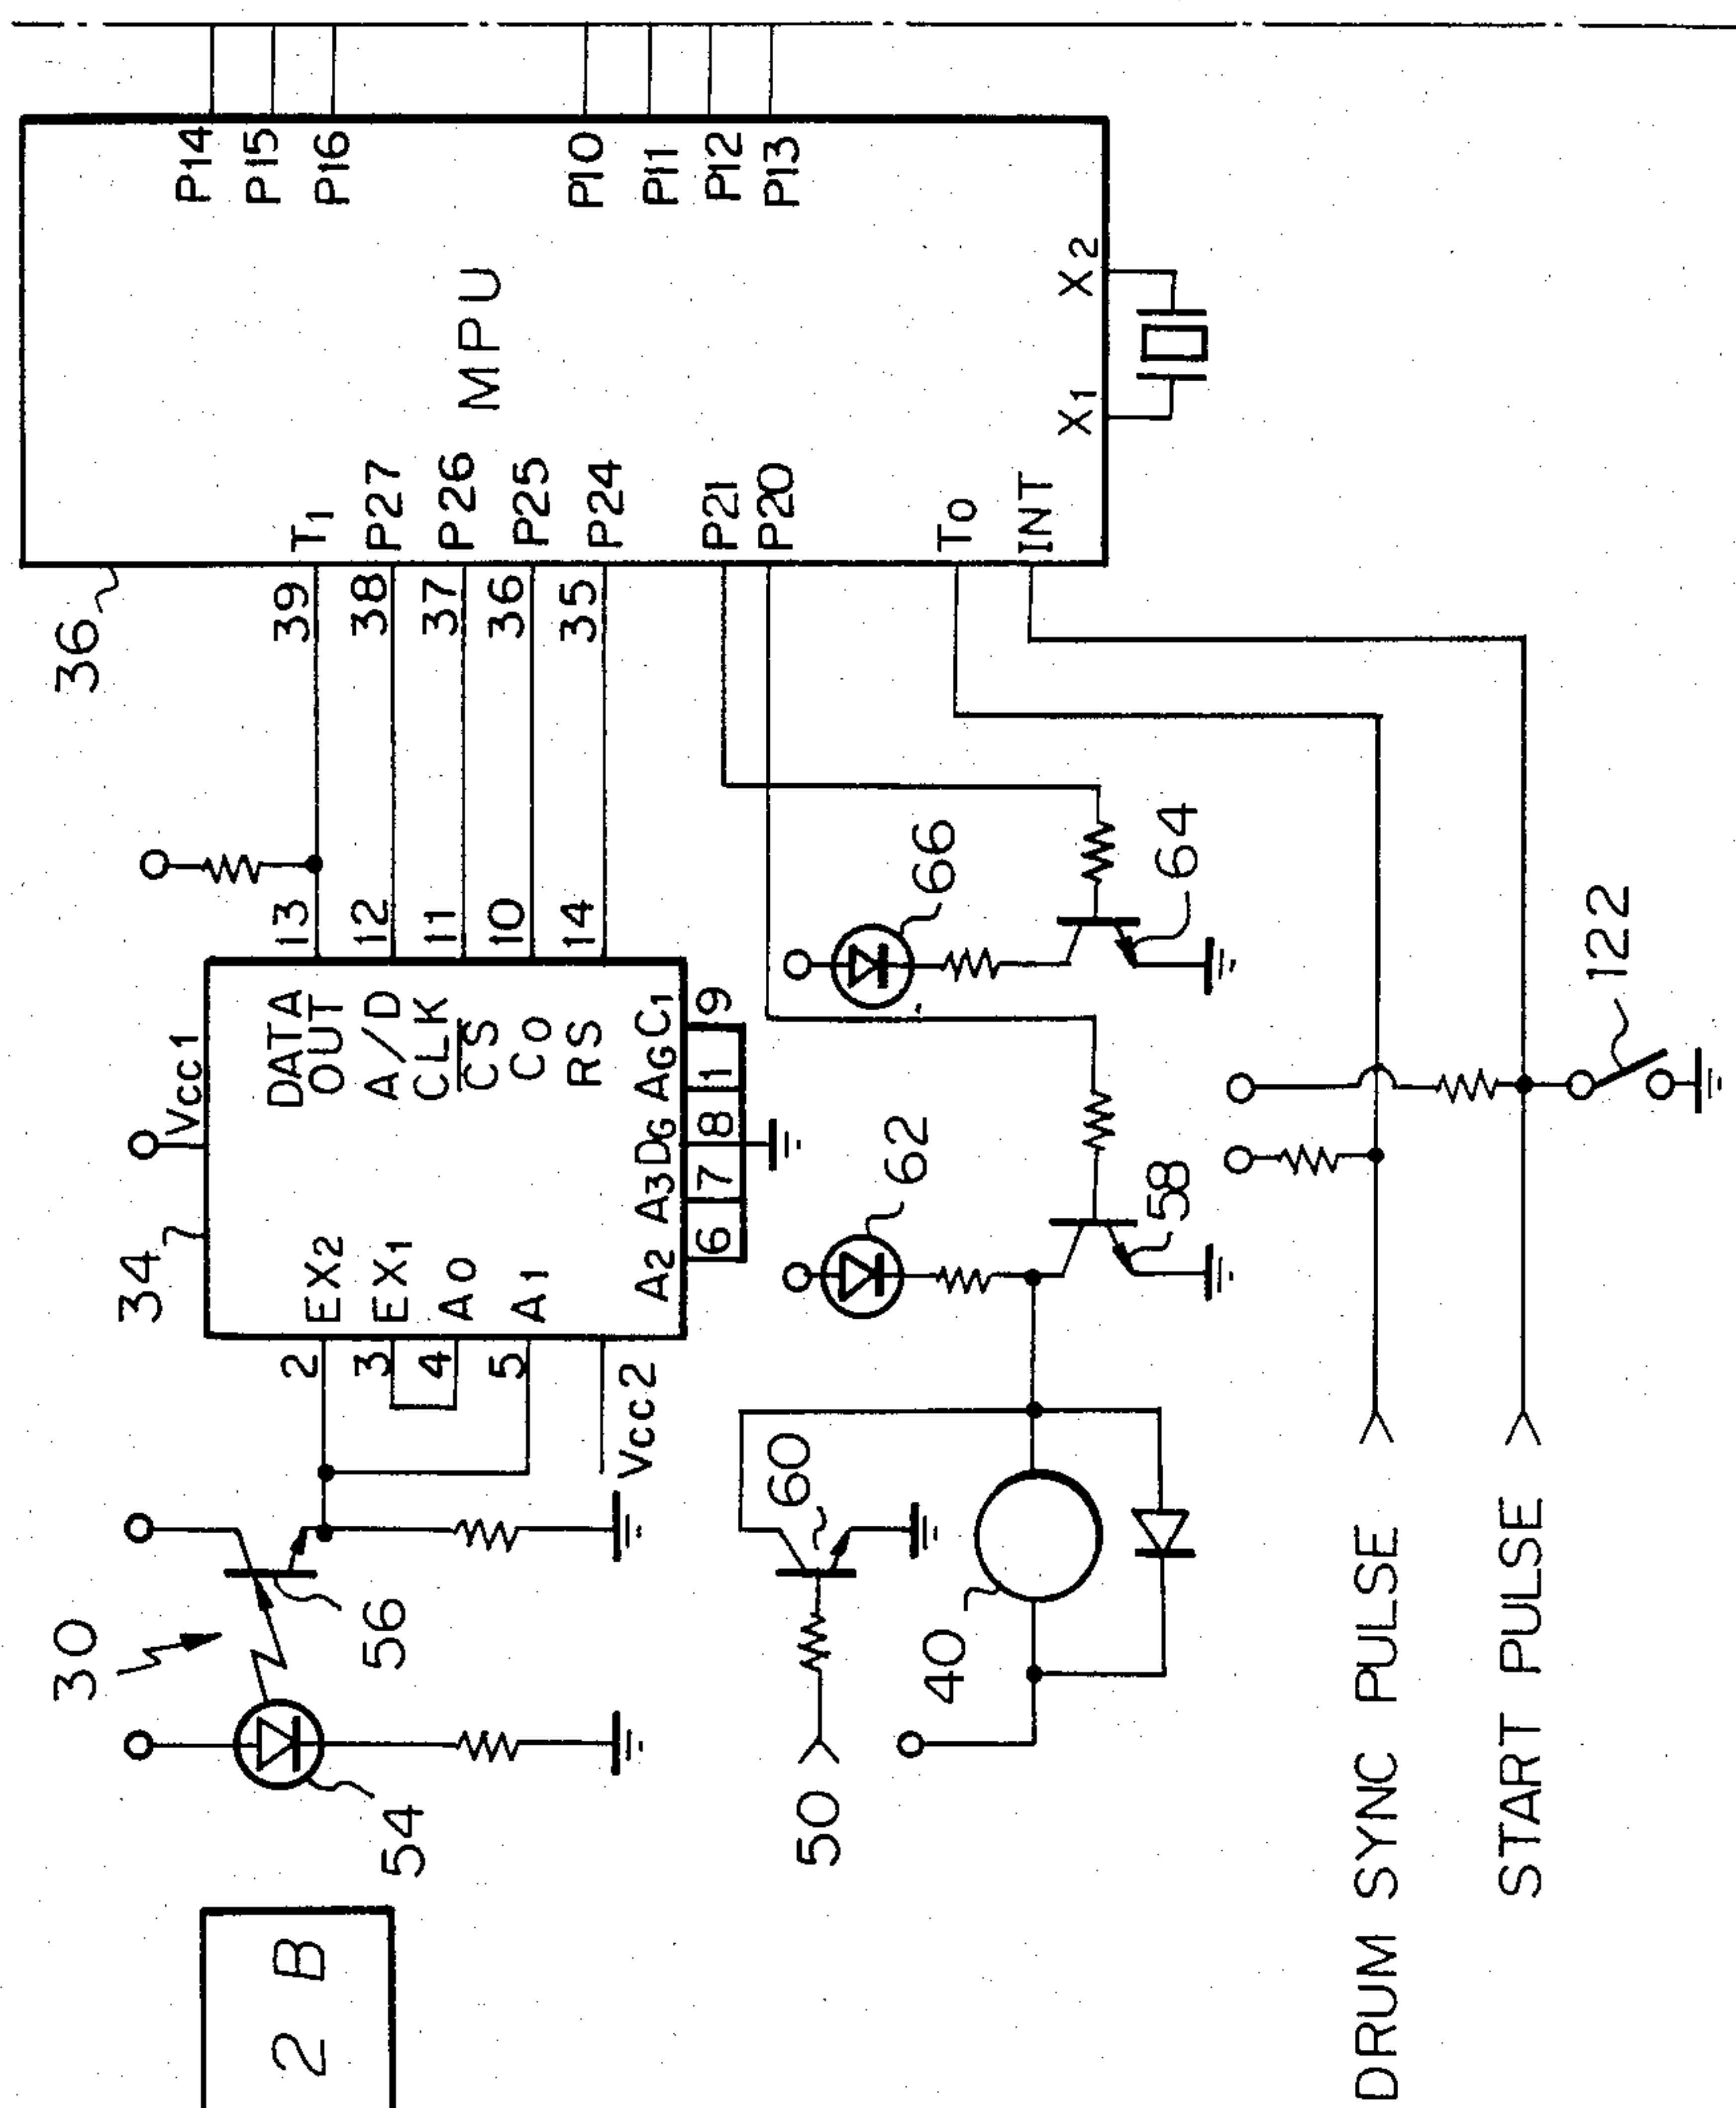 36
P14
P15
P16
P10
P11
P12
P13
MPU
X1
X2
T1
P27
P26
P25
P24
P21
P20
T0
INT
39
38
37
36
35
13
12
11
10
14
34
Vcc1
DATA
OUT
A/D
CLK
CS
C0
RS
EX2
EX1
A0
A1
A2
A3
DG
AG
C1
2
3
4
5
6
7
8
1
9
Vcc2
30
54
56
66
64
62
58
60
50
40
122
DRUM SYNC PULSE
START PULSE
2 B